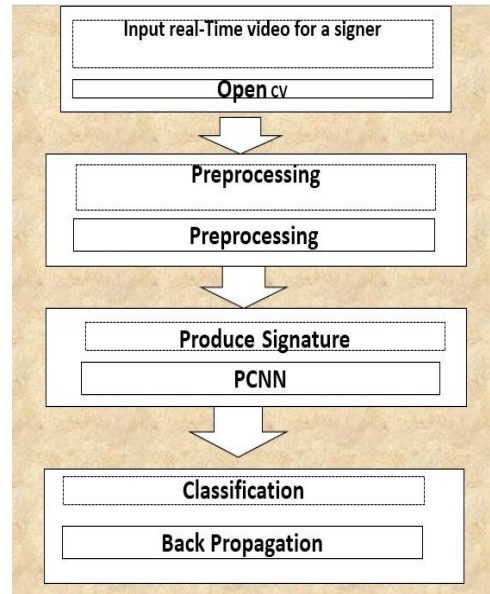 Input real-Time video for a signer
Open cv
Preprocessing
Preprocessing
Produce Signature
PCNN
Classification
Back Propagation